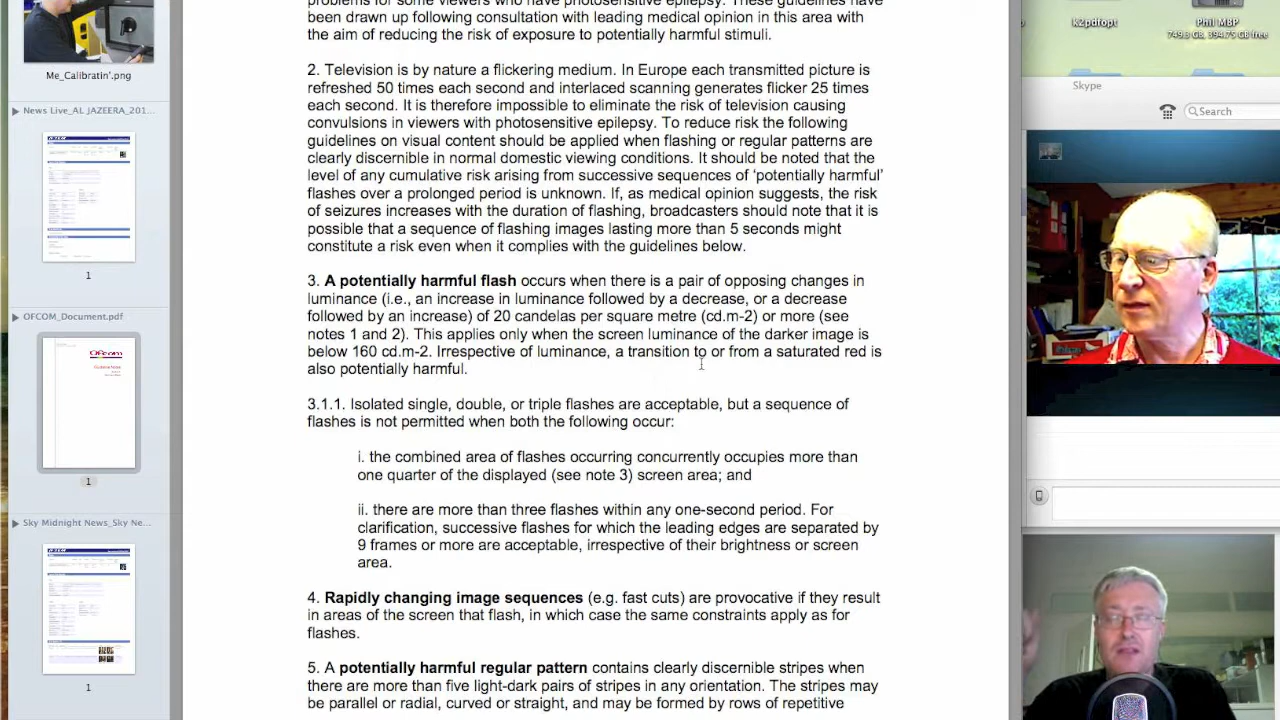 Me_Calibratin'.png
News Live_AL JAZEERA_201...
1
OFCOM_Document.pdf
Ofcom
1
Sky Midnight News_Sky Ne...
1
problems for some viewers who have photosensitive epilepsy. These guidelines have
been drawn up following consultation with leading medical opinion in this area with
the aim of reducing the risk of exposure to potentially harmful stimuli.
2. Television is by nature a flickering medium. In Europe each transmitted picture is
refreshed 50 times each second and interlaced scanning generates flicker 25 times
each second. It is therefore impossible to eliminate the risk of television causing
convulsions in viewers with photosensitive epilepsy. To reduce risk the following
guidelines on visual content should be applied when flashing or regular patterns are
clearly discernible in normal domestic viewing conditions. It should be noted that the
level of any cumulative risk arising from successive sequences of ‘potentially harmful’
flashes over a prolonged period is unknown. If, as medical opinion suggests, the risk
of seizures increases with the duration of flashing, broadcasters should note that it is
possible that a sequence of flashing images lasting more than 5 seconds might
constitute a risk even when it complies with the guidelines below.
3. A potentially harmful flash occurs when there is a pair of opposing changes in
luminance (i.e., an increase in luminance followed by a decrease, or a decrease
followed by an increase) of 20 candelas per square metre (cd.m-2) or more (see
notes 1 and 2). This applies only when the screen luminance of the darker image is
below 160 cd.m-2. Irrespective of luminance, a transition to or from a saturated red is
also potentially harmful.
3.1.1. Isolated single, double, or triple flashes are acceptable, but a sequence of
flashes is not permitted when both the following occur:
i. the combined area of flashes occurring concurrently occupies more than
one quarter of the displayed (see note 3) screen area; and
ii. there are more than three flashes within any one-second period. For
clarification, successive flashes for which the leading edges are separated by
9 frames or more are acceptable, irrespective of their brightness or screen
area.
4. Rapidly changing image sequences (e.g. fast cuts) are provocative if they result
in areas of the screen that flash, in which case the same constraints apply as for
flashes.
5. A potentially harmful regular pattern contains clearly discernible stripes when
there are more than five light-dark pairs of stripes in any orientation. The stripes may
be parallel or radial, curved or straight, and may be formed by rows of repetitive
k2pdfopt
Phil MBP
749.3 GB, 394.75 GB free
Skype
Search